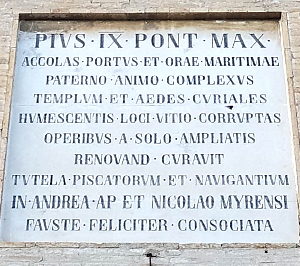 PIVS · IX · PONT · MAX ·
ACCOLAS · PORTVS · ET · ORAE · MARITIMAE
PATERNO · ANIMO · COMPLEXVS
TEMPLVM · ET · AEDES · CVRIALES
HVMESCENTIS · LOCI · VITIO · CORRVPTAS
OPERIBVS · A · SOLO · AMPLIATIS
RENOVAND · CVRAVIT
TVTELA · PISCATORVM · ET · NAVIGANTIVM
IN · ANDREA · AP · ET · NICOLAO · MYRENSI
FAVSTE · FELICITER · CONSOCIATA